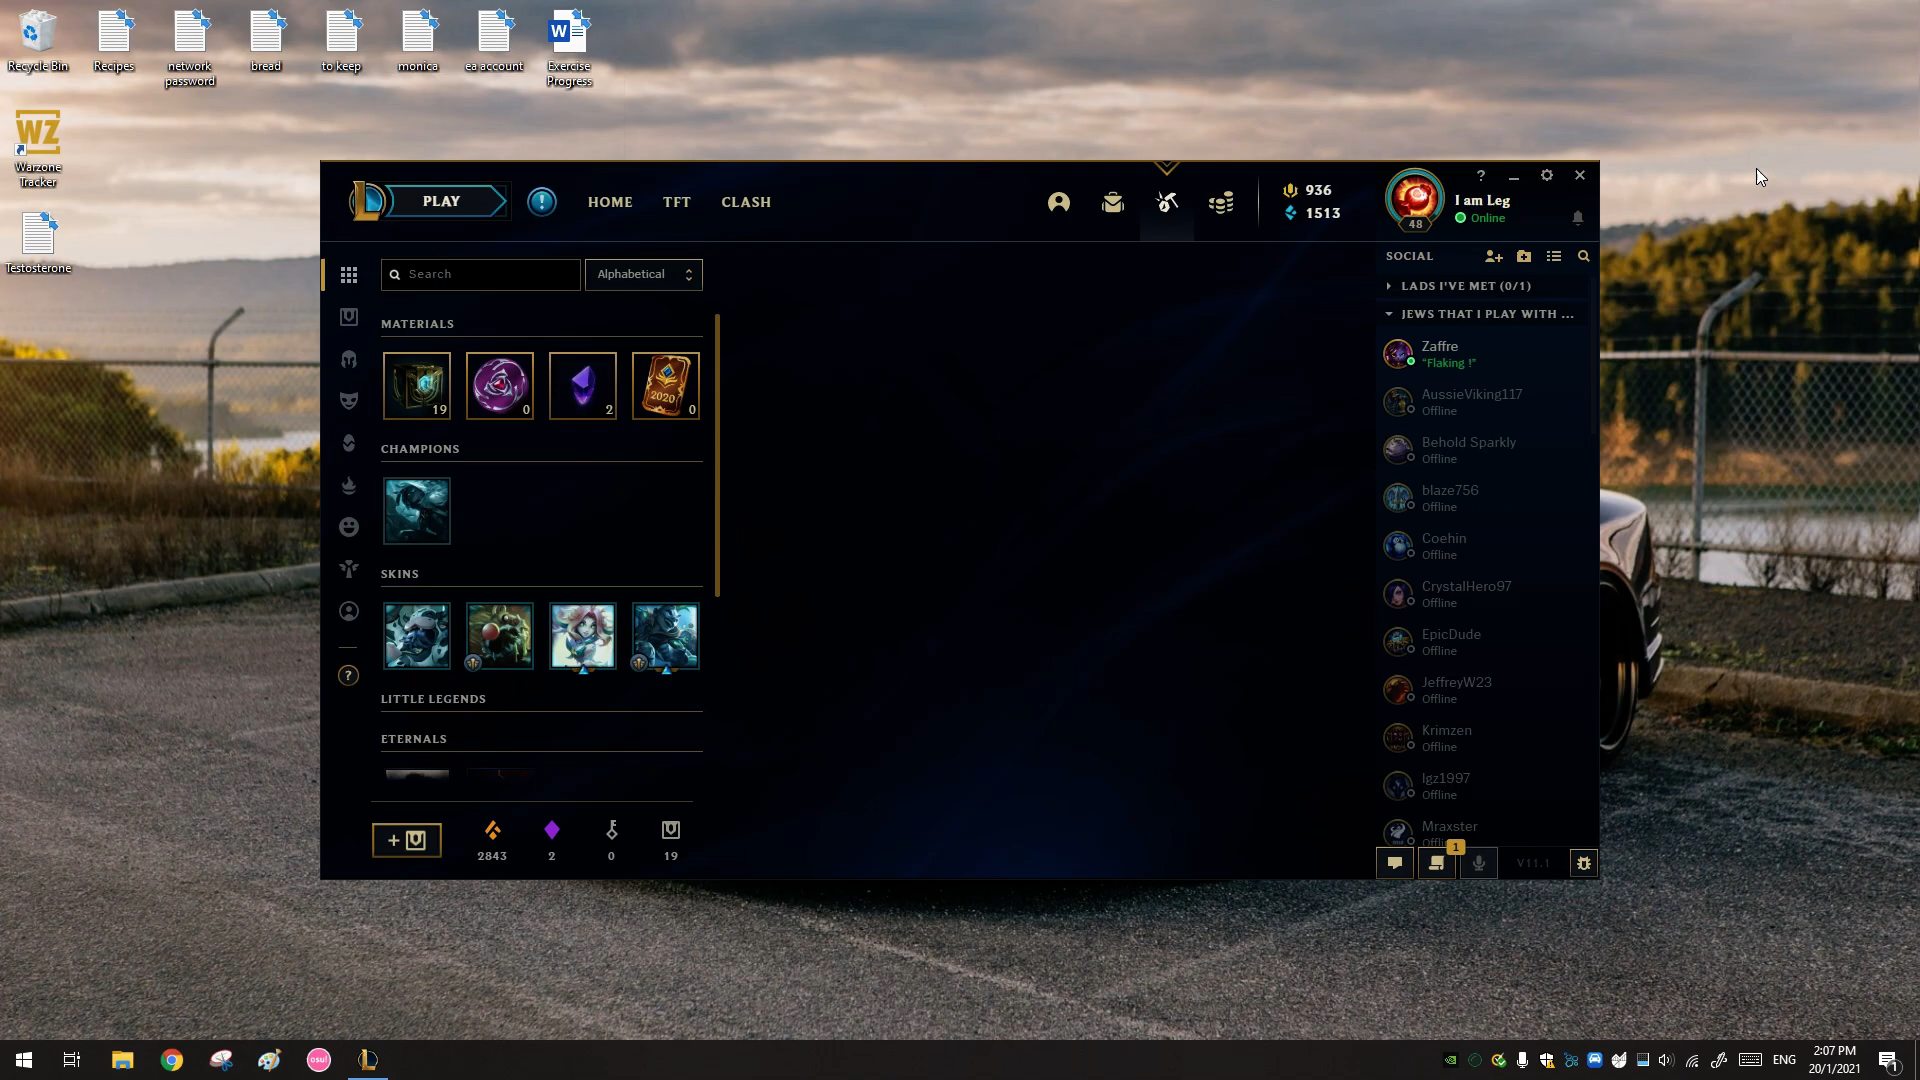 Recycle Bin
Recipes
network
password
bread
to keep
monica
ea account
Exercise
Progress
WZ
Warzone
Tracker
Testosterone
PLAY
HOME
TFT
CLASH
936
1513
48
I am Leg
Online
Search
Alphabetical
MATERIALS
19
0
2
2020
0
CHAMPIONS
SKINS
LITTLE LEGENDS
ETERNALS
2843
2
0
19
SOCIAL
LADS I'VE MET (0/1)
JEWS THAT I PLAY WITH ...
Zaffre
"Flaking !"
AussieViking117
Offline
Behold Sparkly
Offline
blaze756
Offline
Coehin
Offline
CrystalHero97
Offline
EpicDude
Offline
JeffreyW23
Offline
Krimzen
Offline
lgz1997
Offline
Mraxster
Offline
1
V11.1
osu!
ENG
2:07 PM
20/1/2021
1